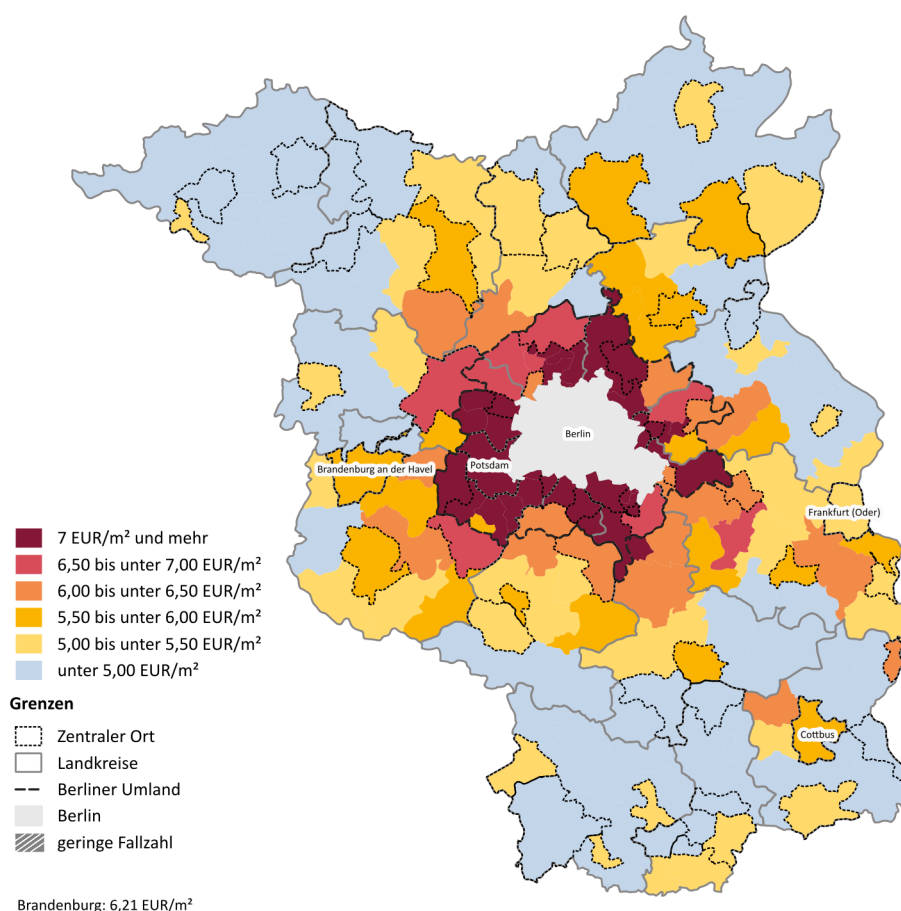 Berlin
Brandenburg an der Havel
Potsdam
Frankfurt (Oder)
Cottbus
7 EUR/m² und mehr
6,50 bis unter 7,00 EUR/m²
6,00 bis unter 6,50 EUR/m²
5,50 bis unter 6,00 EUR/m²
5,00 bis unter 5,50 EUR/m²
unter 5,00 EUR/m²
Grenzen
Zentraler Ort
Landkreise
Berliner Umland
Berlin
geringe Fallzahl
Brandenburg: 6,21 EUR/m²